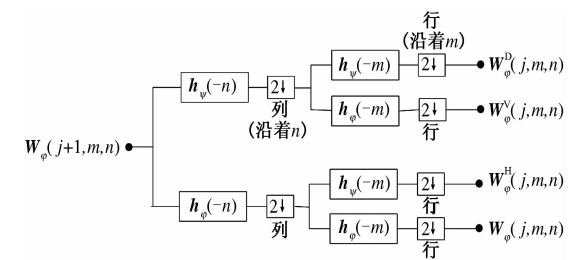 行
(沿着m)
h_ψ(-m) 2↓ W_φ^D(j,m,n)
h_ψ(-n) 2↓
列
(沿着n)
h_φ(-m) 2↓ W_φ^V(j,m,n)
行
W_φ(j+1,m,n)
h_ψ(-m) 2↓ W_φ^H(j,m,n)
行
h_φ(-n) 2↓
列
h_φ(-m) 2↓ W_φ(j,m,n)
行